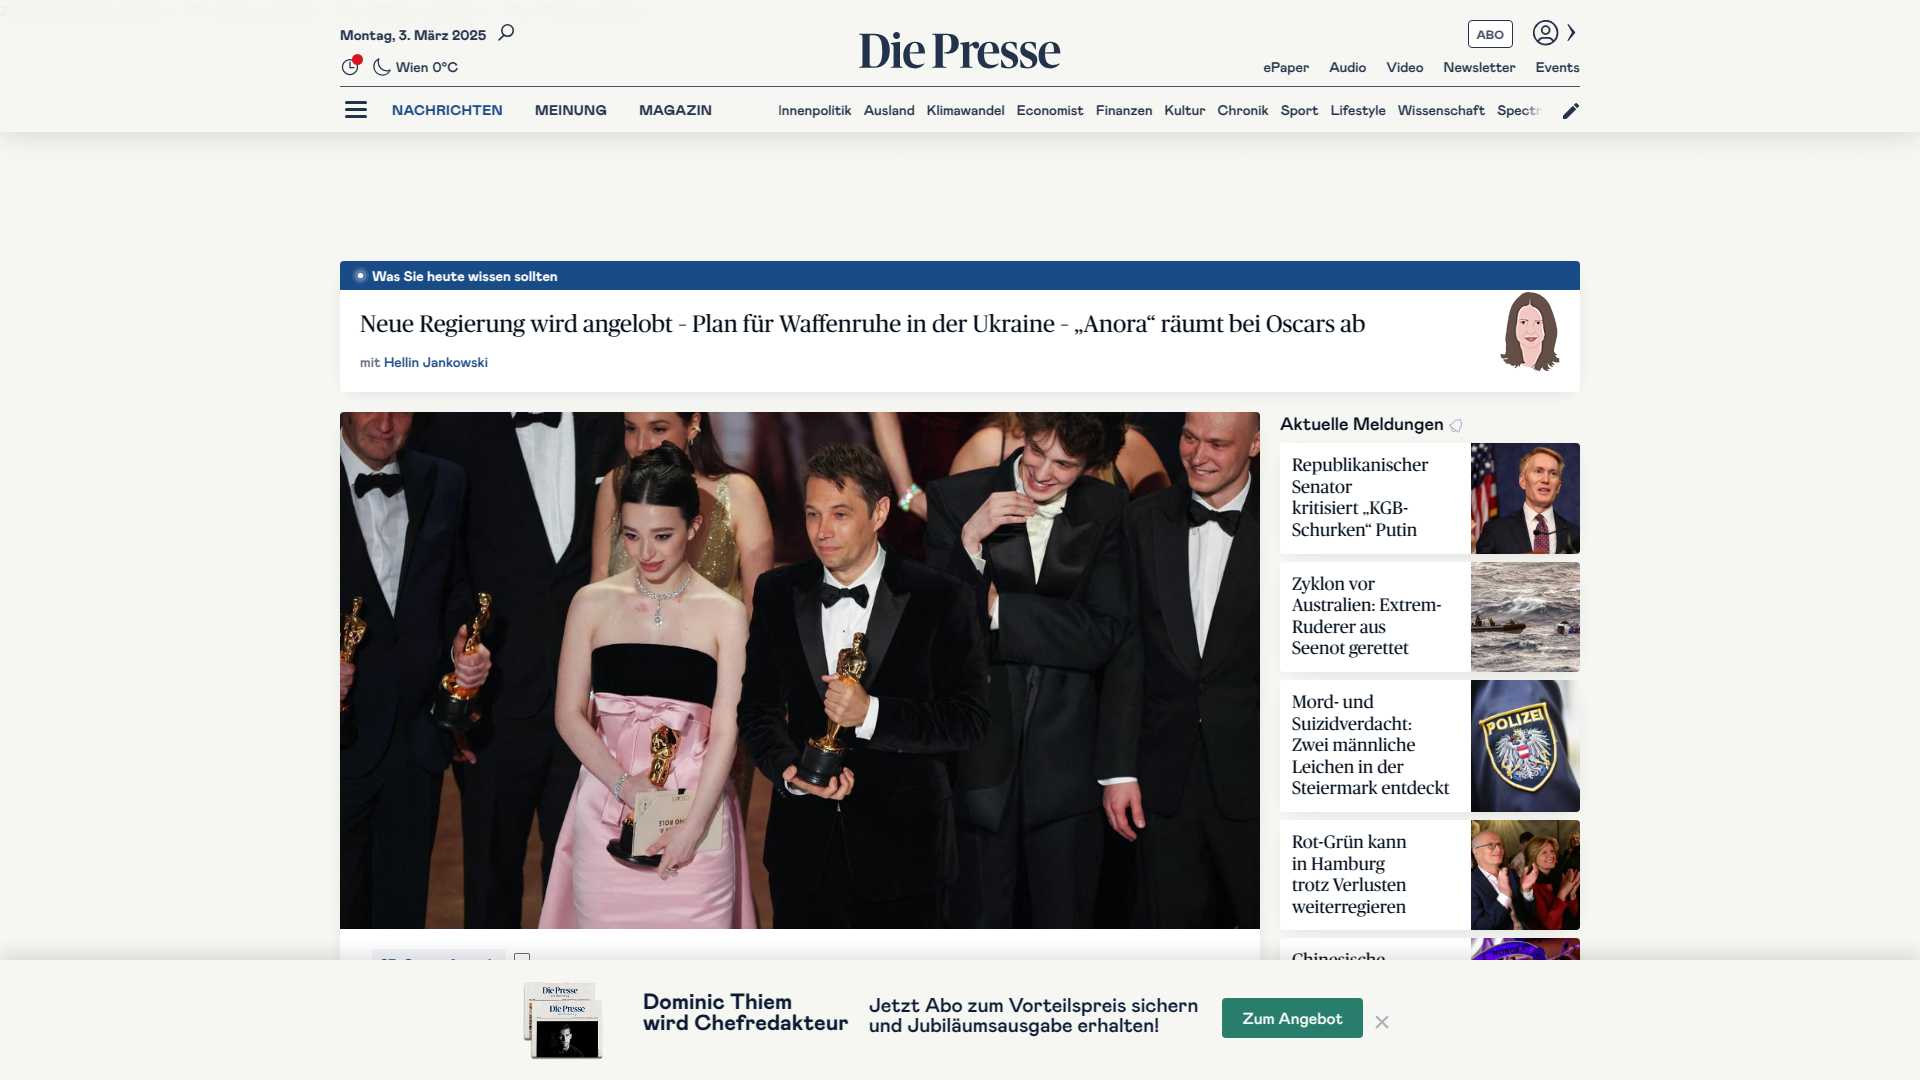 Montag, 3. März 2025
Die Presse
ABO
Wien 0°C
ePaper Audio Video Newsletter Events
NACHRICHTEN MEINUNG MAGAZIN
Innenpolitik Ausland Klimawandel Economist Finanzen Kultur Chronik Sport Lifestyle Wissenschaft
Was Sie heute wissen sollten
Neue Regierung wird angelobt – Plan für Waffenruhe in der Ukraine – „Anora“ räumt bei Oscars ab
mit Hellin Jankowski
Aktuelle Meldungen
Republikanischer
Senator
kritisiert „KGB-
Schurken“ Putin
Zyklon vor
Australien: Extrem-
Ruderer aus
Seenot gerettet
Mord- und
Suizidverdacht:
Zwei männliche
Leichen in der
Steiermark entdeckt
POLIZEI
Rot-Grün kann
in Hamburg
trotz Verlusten
weiterregieren
Chinesische
Die Presse
Die Presse
Dominic Thiem
wird Chefredakteur
Jetzt Abo zum Vorteilspreis sichern
und Jubiläumsausgabe erhalten!
Zum Angebot